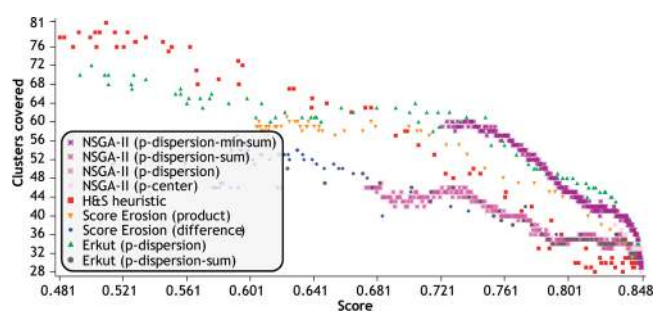 81
76
72
68
64
60
56
52
48
44
40
36
32
28
Clusters covered
NSGA-II (p-dispersion-min-sum)
NSGA-II (p-dispersion-sum)
NSGA-II (p-dispersion)
NSGA-II (p-center)
H&S heuristic
Score Erosion (product)
Score Erosion (difference)
Erkut (p-dispersion)
Erkut (p-dispersion-sum)
0.481 0.521 0.561 0.601 0.641 0.681 0.721 0.761 0.801 0.848
Score